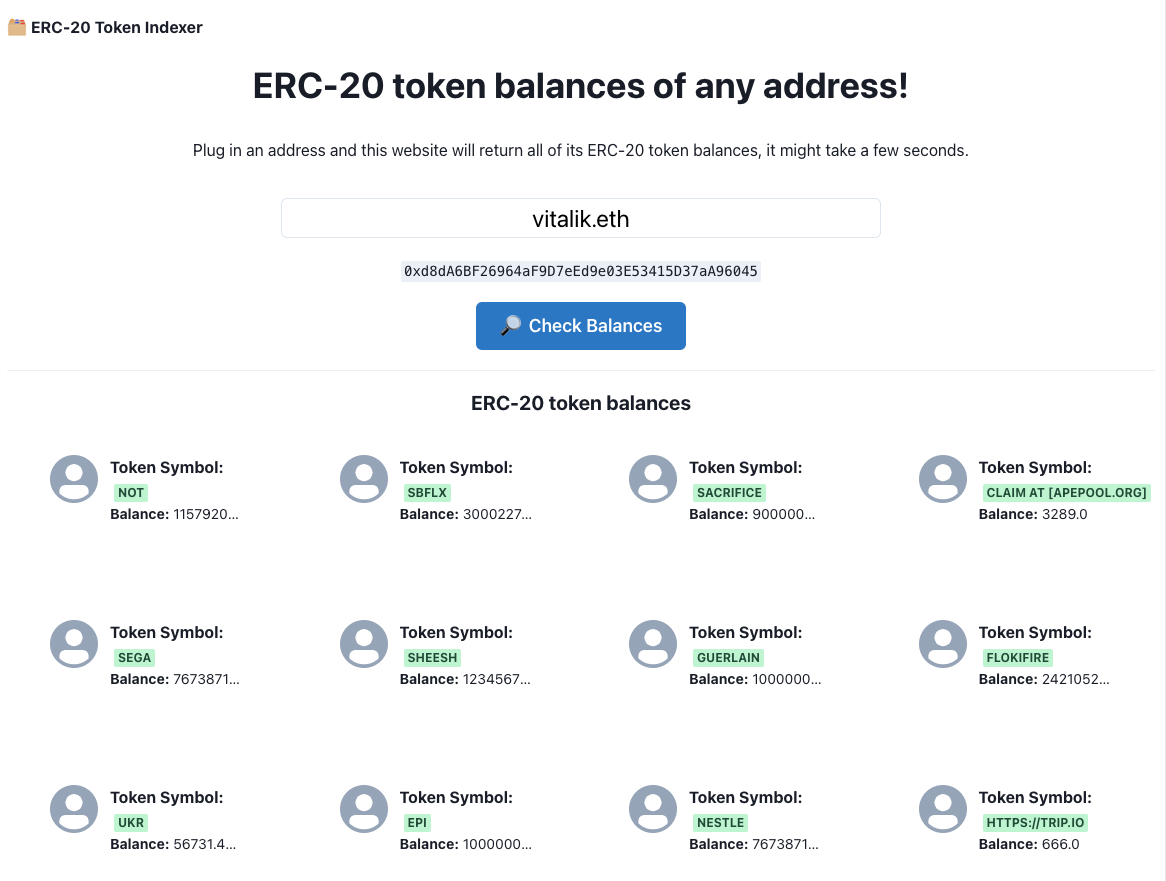 ERC-20 Token Indexer
ERC-20 token balances of any address!
Plug in an address and this website will return all of its ERC-20 token balances, it might take a few seconds.
vitalik.eth
0xd8dA6BF26964aF9D7eEd9e03E53415D37aA96045
Check Balances
ERC-20 token balances
Token Symbol:
NOT
Balance: 1157920...
Token Symbol:
SBFLX
Balance: 3000227...
Token Symbol:
SACRIFICE
Balance: 900000...
Token Symbol:
CLAIM AT [APEPOOL.ORG]
Balance: 3289.0
Token Symbol:
SEGA
Balance: 7673871...
Token Symbol:
SHEESH
Balance: 1234567...
Token Symbol:
GUERLAIN
Balance: 1000000...
Token Symbol:
FLOKIFIRE
Balance: 2421052...
Token Symbol:
UKR
Balance: 56731.4...
Token Symbol:
EPI
Balance: 1000000...
Token Symbol:
NESTLE
Balance: 7673871...
Token Symbol:
HTTPS://TRIP.IO
Balance: 666.0